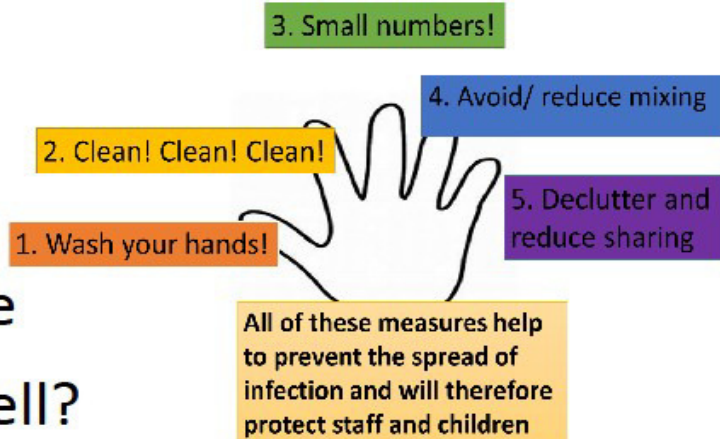 3. Small numbers!
4. Avoid/ reduce mixing
2. Clean! Clean! Clean!
5. Declutter and
reduce sharing
1. Wash your hands!
All of these measures help
to prevent the spread of
infection and will therefore
protect staff and children